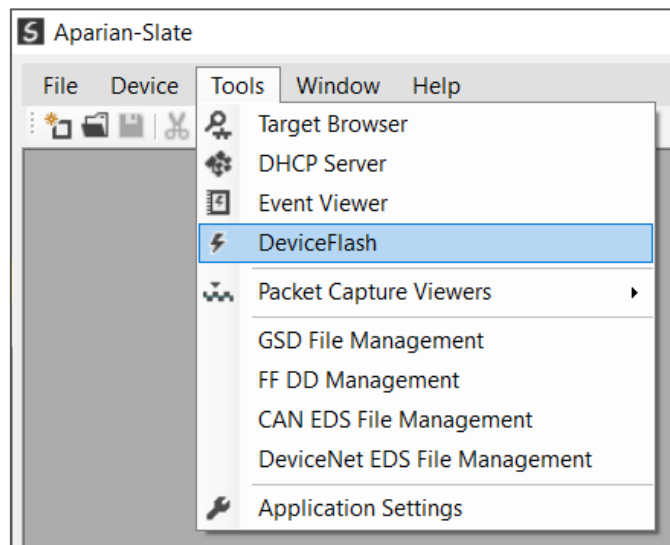 S Aparian-Slate
File Device Tools Window Help
Target Browser
DHCP Server
Event Viewer
DeviceFlash
Packet Capture Viewers
GSD File Management
FF DD Management
CAN EDS File Management
DeviceNet EDS File Management
Application Settings